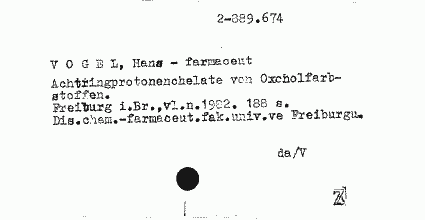 2-889.674
V O G E L, Hans - farmaceut
Achtringprotonenchelate von Oxcholfarb-
stoffen.
Freiburg i.Br.,vl.n.1982. 188 s.
Dis.chem.-farmaceut.fak.univ.ve Freiburgu.
da/V